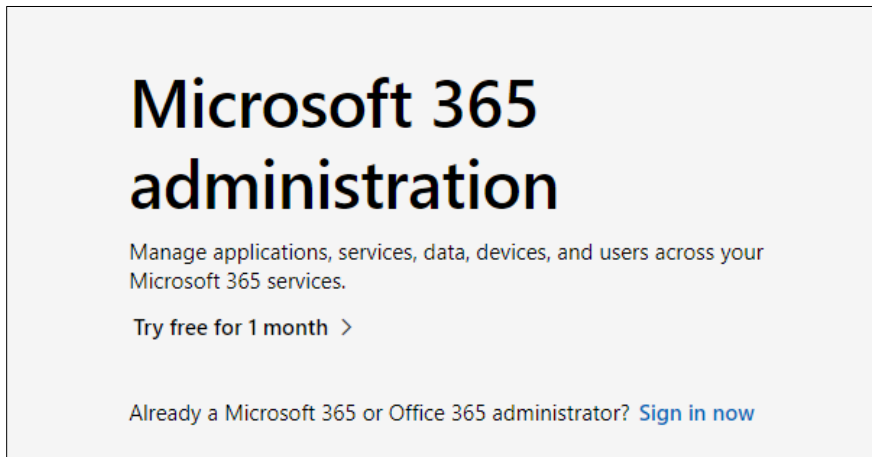 Microsoft 365
administration
Manage applications, services, data, devices, and users across your
Microsoft 365 services.
Try free for 1 month >
Already a Microsoft 365 or Office 365 administrator? Sign in now